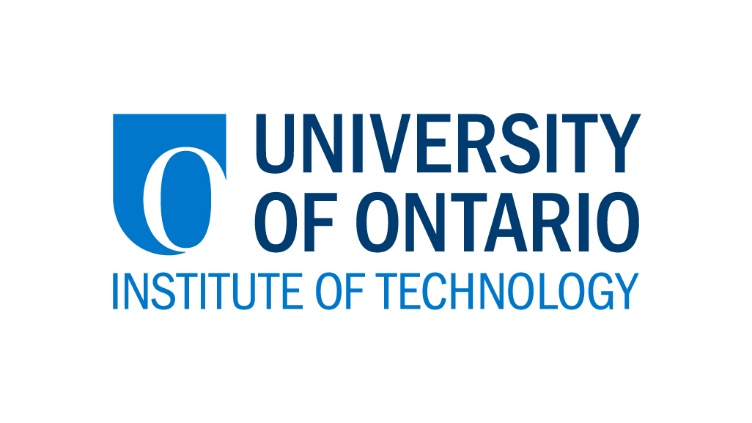 UNIVERSITY
OF ONTARIO
INSTITUTE OF TECHNOLOGY